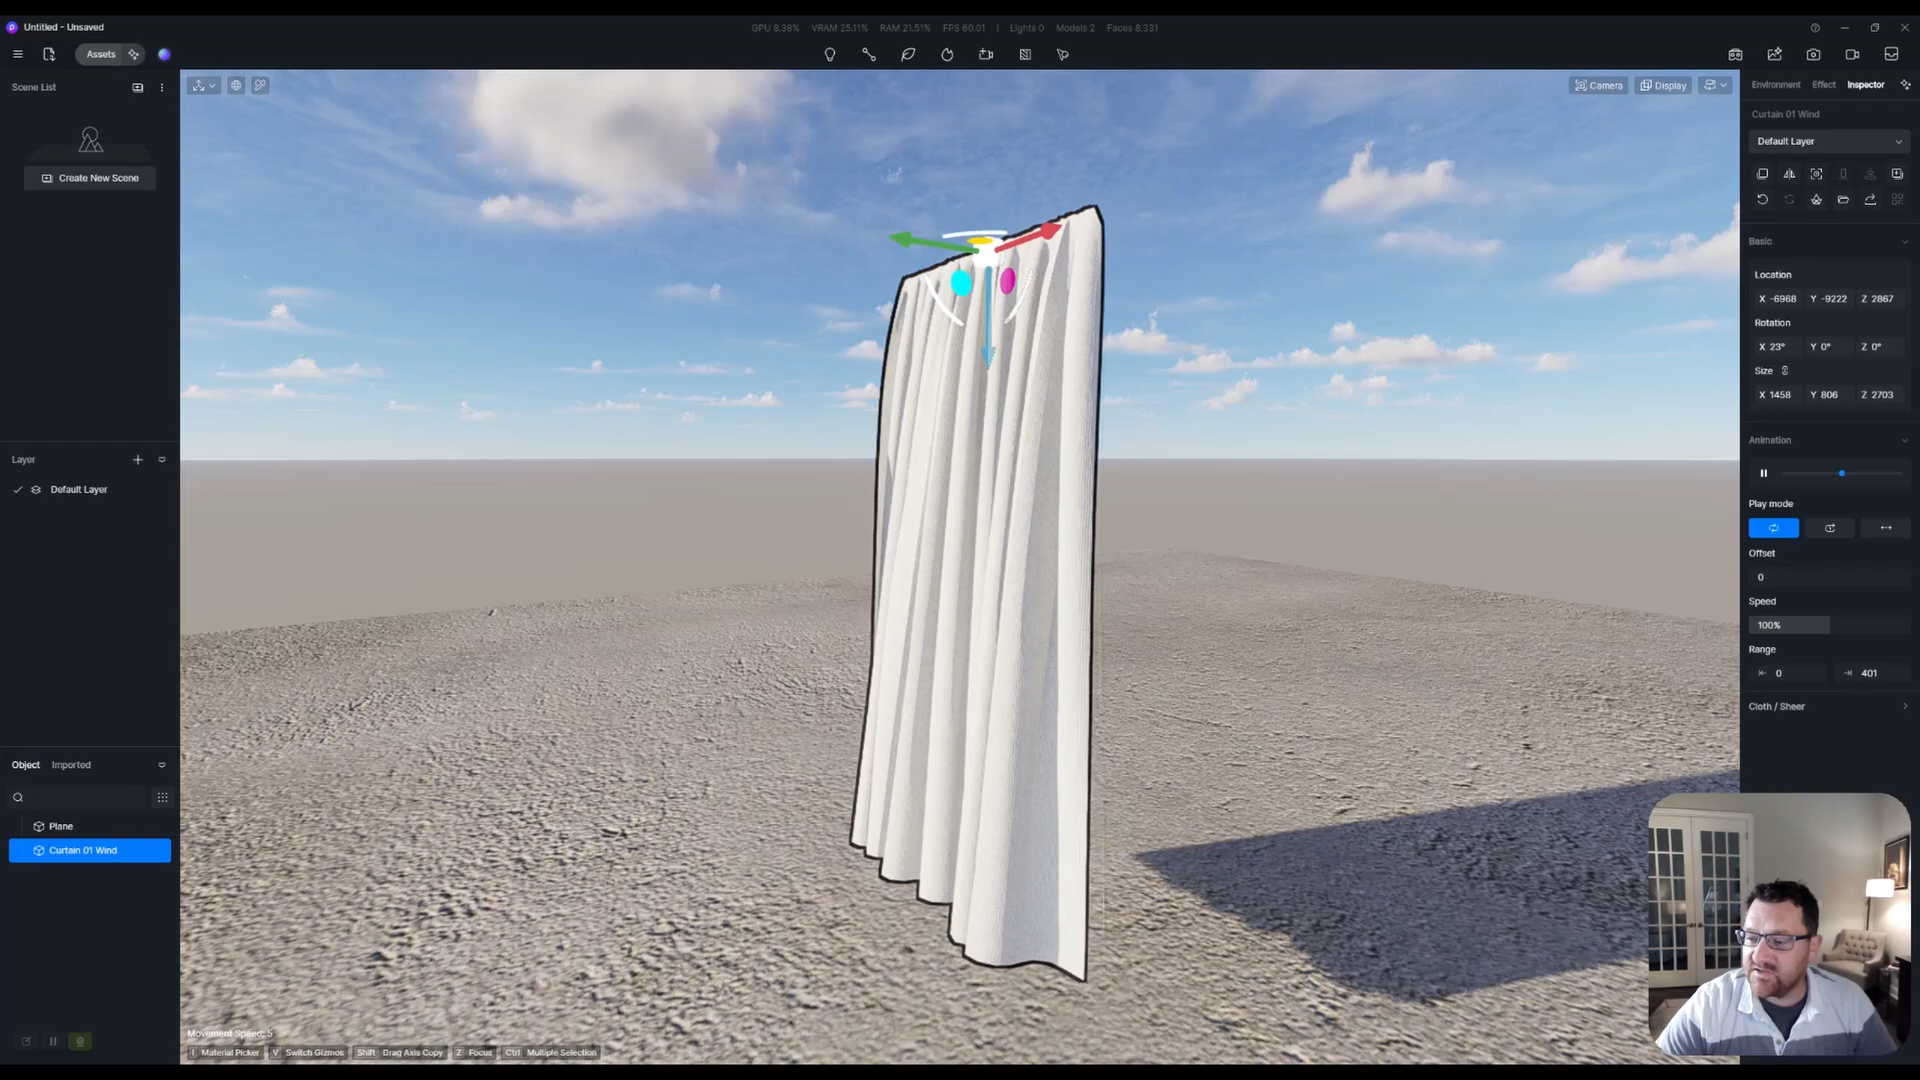 Untitled - Unsaved
GPU 8.38% VRAM 25.11% RAM 21.51% FPS 60.01 | Lights 0 Models 2 Faces 8,331
Assets
Scene List
Create New Scene
Camera
Display
Environment Effect Inspector
Curtain 01 Wind
Default Layer
Basic
Location
X -6968 Y -9222 Z 2867
Rotation
X 23° Y 0° Z 0°
Size
X 1458 Y 806 Z 2703
Animation
Play mode
Offset
0
Speed
100%
Range
0 401
Cloth / Sheer
Layer
Default Layer
Object Imported
Plane
Curtain 01 Wind
Movement Speed: 5
I Material Picker V Switch Gizmos Shift Drag Axis Copy Z Focus Ctrl Multiple Selection